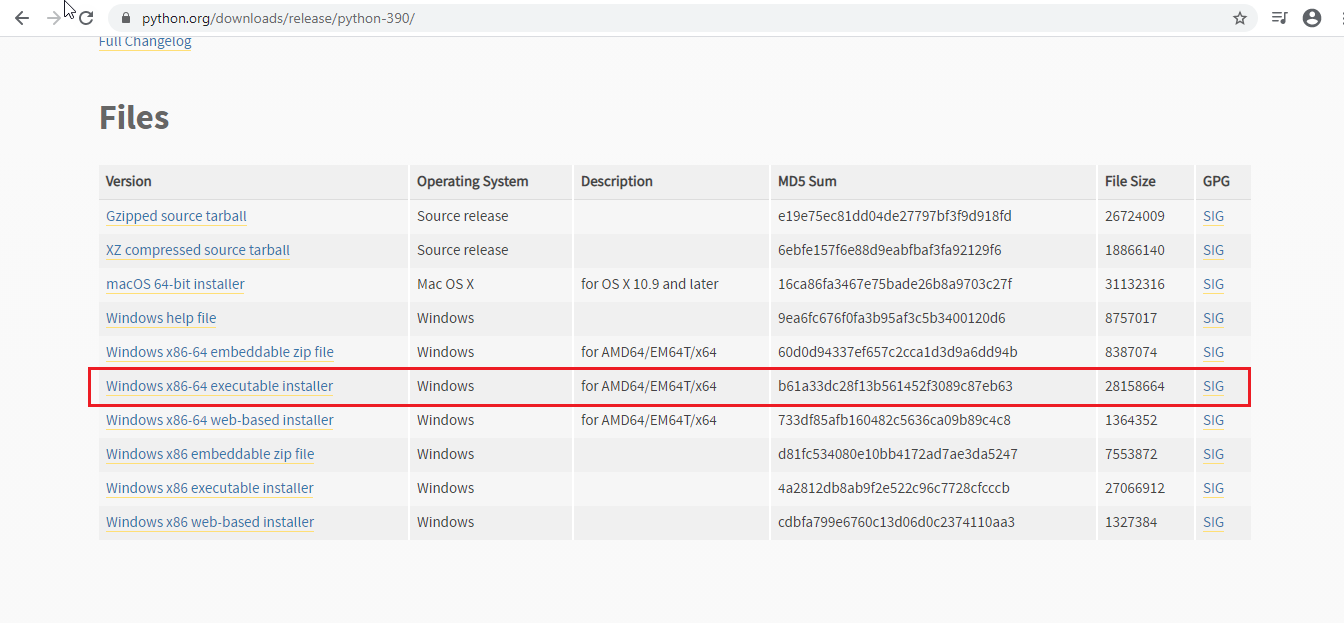 python.org/downloads/release/python-390/
Full Changelog
Files
Version Operating System Description MD5 Sum File Size GPG
Gzipped source tarball Source release e19e75ec81dd04de27797bf3f9d918fd 26724009 SIG
XZ compressed source tarball Source release 6ebfe157f6e88d9eabfbaf3fa92129f6 18866140 SIG
macOS 64-bit installer Mac OS X for OS X 10.9 and later 16ca86fa3467e75bade26b8a9703c27f 31132316 SIG
Windows help file Windows 9ea6fc676f0fa3b95af3c5b3400120d6 8757017 SIG
Windows x86-64 embeddable zip file Windows for AMD64/EM64T/x64 60d0d94337ef657c2cca1d3d9a6dd94b 8387074 SIG
Windows x86-64 executable installer Windows for AMD64/EM64T/x64 b61a33dc28f13b561452f3089c87eb63 28158664 SIG
Windows x86-64 web-based installer Windows for AMD64/EM64T/x64 733df85afb160482c5636ca09b89c4c8 1364352 SIG
Windows x86 embeddable zip file Windows d81fc534080e10bb4172ad7ae3da5247 7553872 SIG
Windows x86 executable installer Windows 4a2812db8ab9f2e522c96c7728cfcccb 27066912 SIG
Windows x86 web-based installer Windows cdbfa799e6760c13d06d0c2374110aa3 1327384 SIG